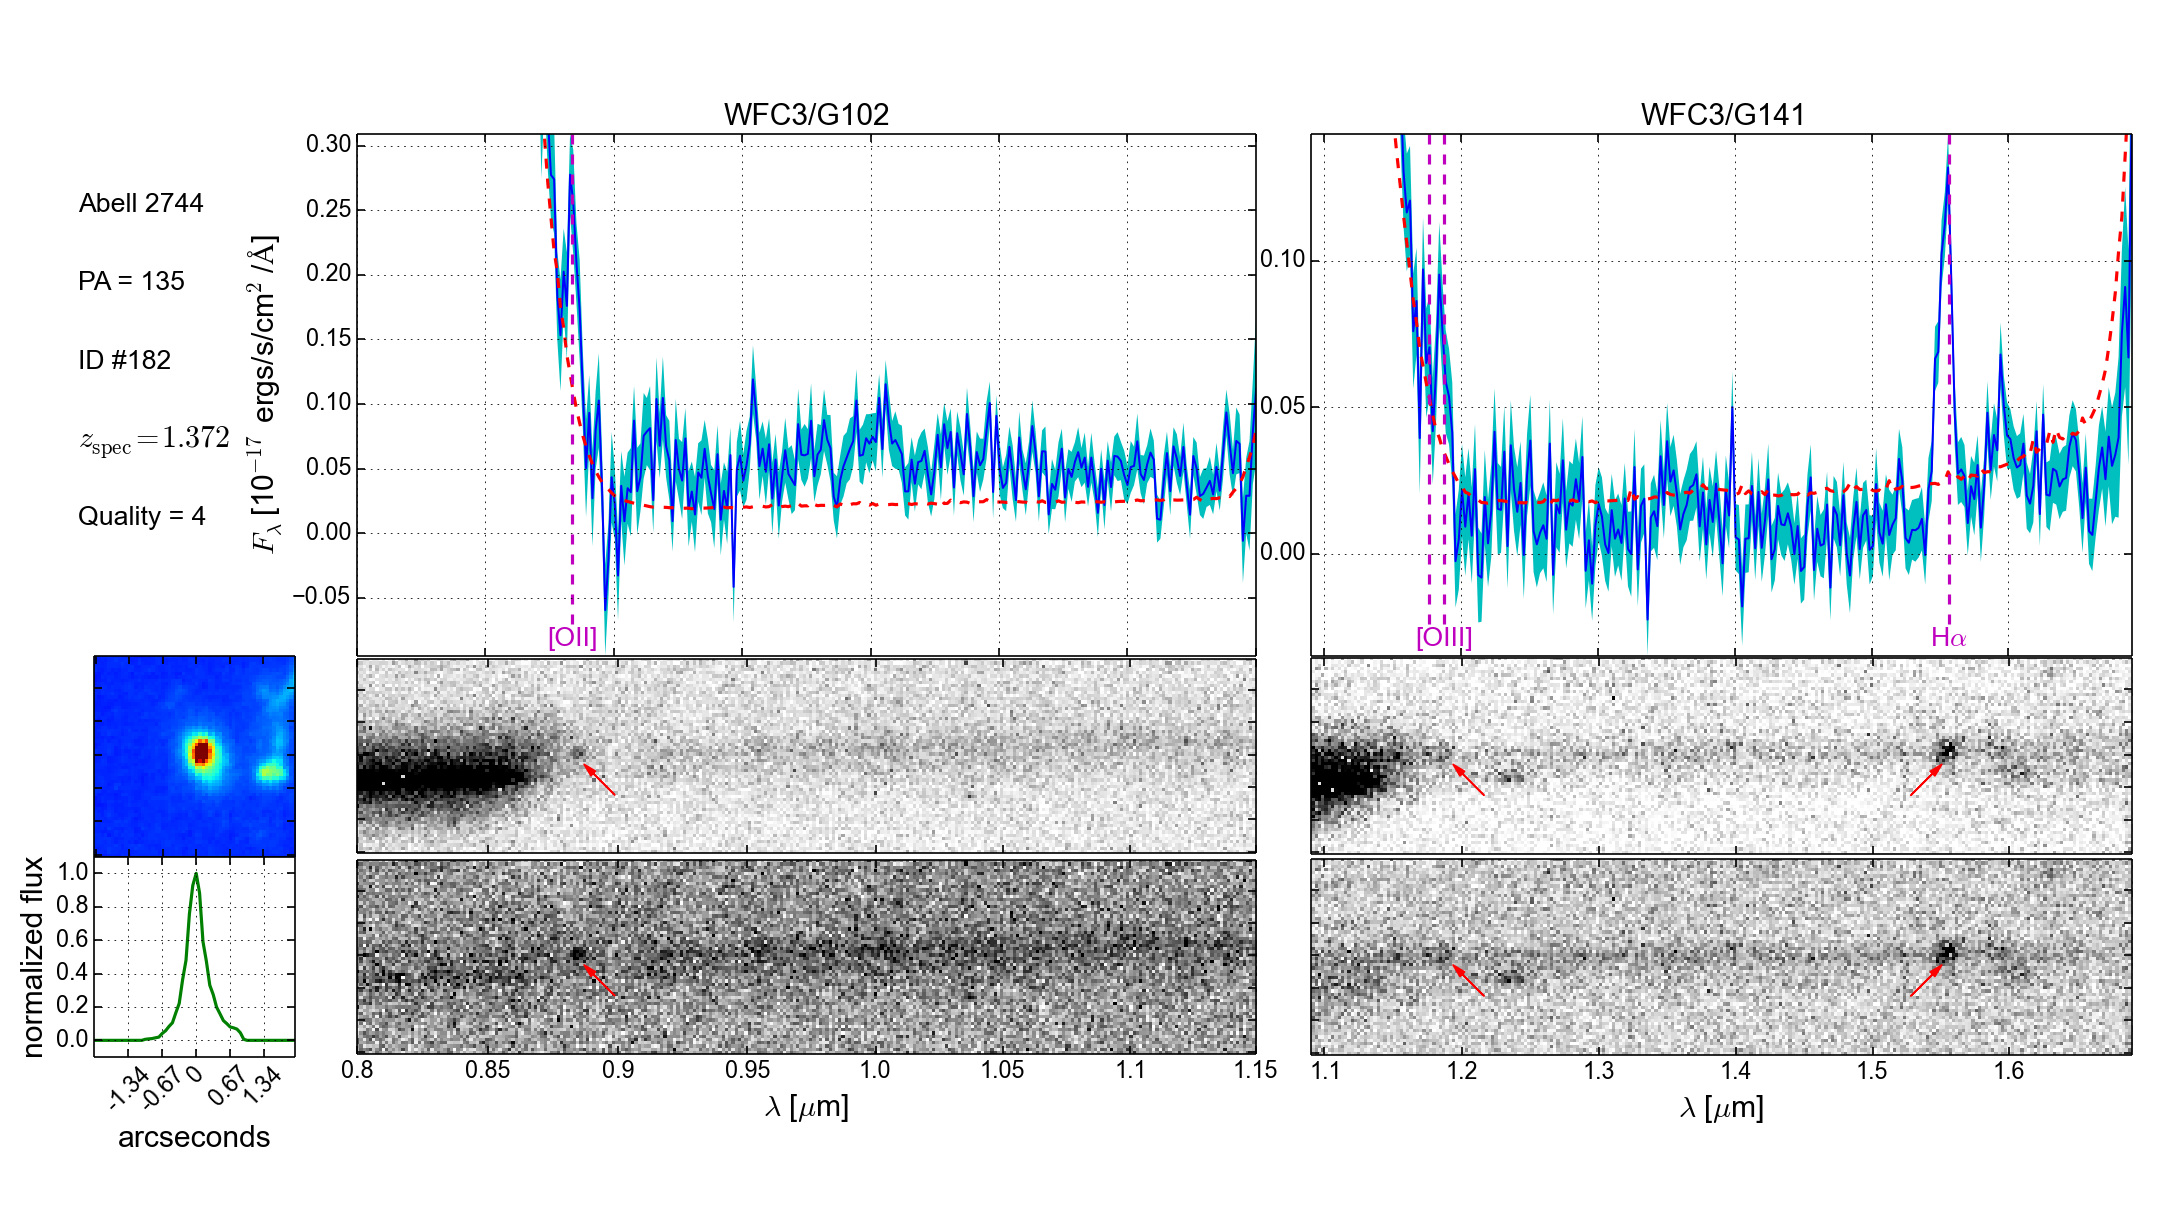 WFC3/G102
WFC3/G141
Abell 2744
PA = 135
ID #182
z_spec = 1.372
Quality = 4
F_λ [10^−17 ergs/s/cm^2 /Å]
0.30
0.25
0.20
0.15
0.10
0.05
0.00
−0.05
[OII]
0.10
0.05
0.00
[OIII]
Hα
normalized flux
1.0
0.8
0.6
0.4
0.2
0.0
-1.34 -0.67 0 0.67 1.34
arcseconds
0.8 0.85 0.9 0.95 1.0 1.05 1.1 1.15
λ [μm]
1.1 1.2 1.3 1.4 1.5 1.6
λ [μm]